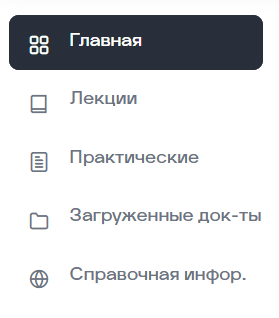 Главная
Лекции
Практические
Загруженные док-ты
Справочная инфор.